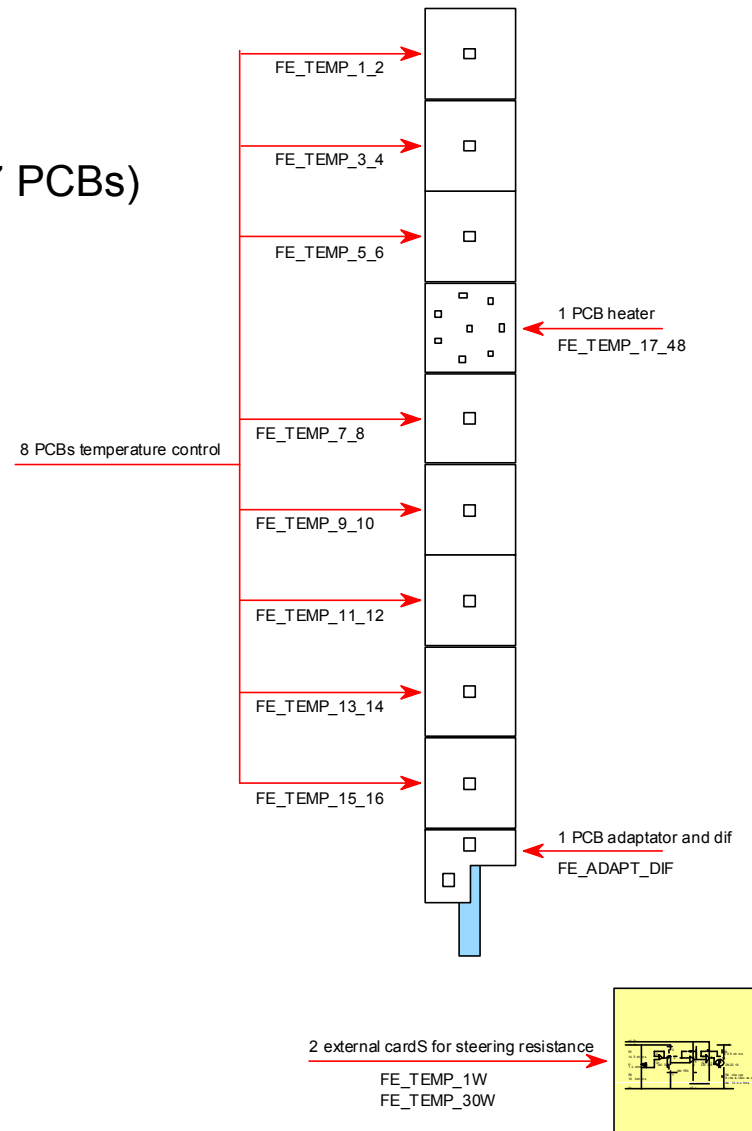 FE_TEMP_1_2
FE_TEMP_3_4
PCBs)
FE_TEMP_5_6
1 PCB heater
FE_TEMP_17_48
FE_TEMP_7_8
8 PCBs temperature control
FE_TEMP_9_10
FE_TEMP_11_12
FE_TEMP_13_14
FE_TEMP_15_16
1 PCB adaptator and dif
FE_ADAPT_DIF
2 external cardS for steering resistance
FE_TEMP_1W
FE_TEMP_30W